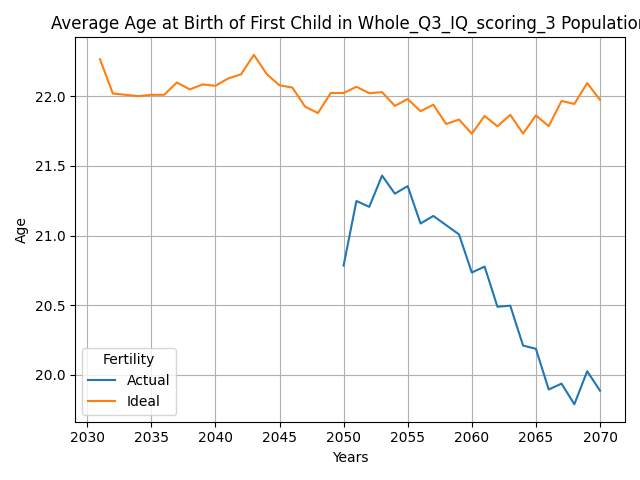 Average Age at Birth of First Child in Whole_Q3_IQ_scoring_3 Population
22.0
21.5
21.0
20.5
20.0
Age
Fertility
Actual
Ideal
2030 2035 2040 2045 2050 2055 2060 2065 2070
Years